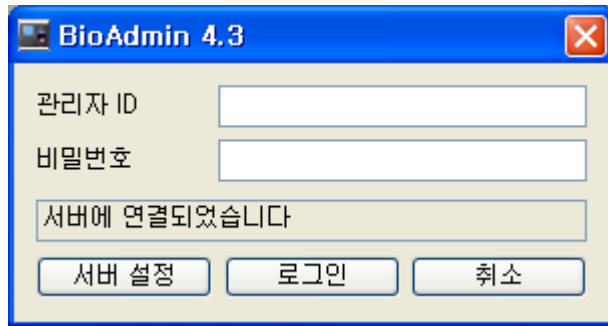 BioAdmin 4.3
관리자 ID
비밀번호
서버에 연결되었습니다
서버 설정 로그인 취소